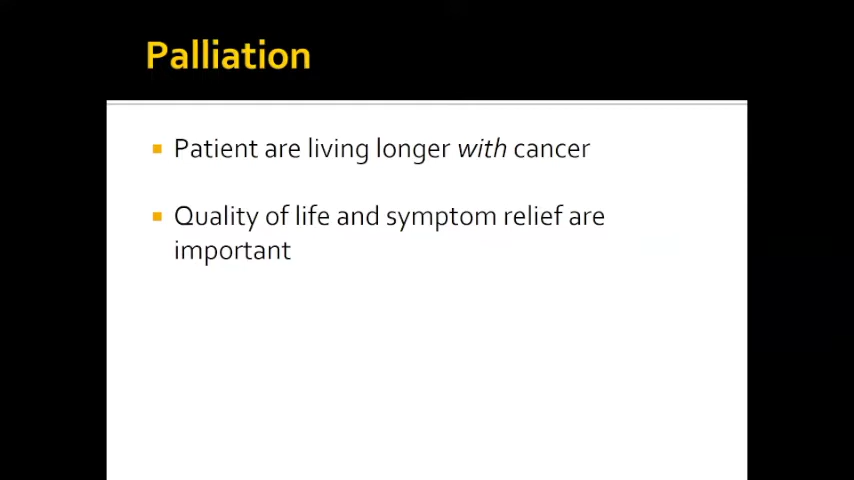 Palliation
Patient are living longer with cancer
Quality of life and symptom relief are
important